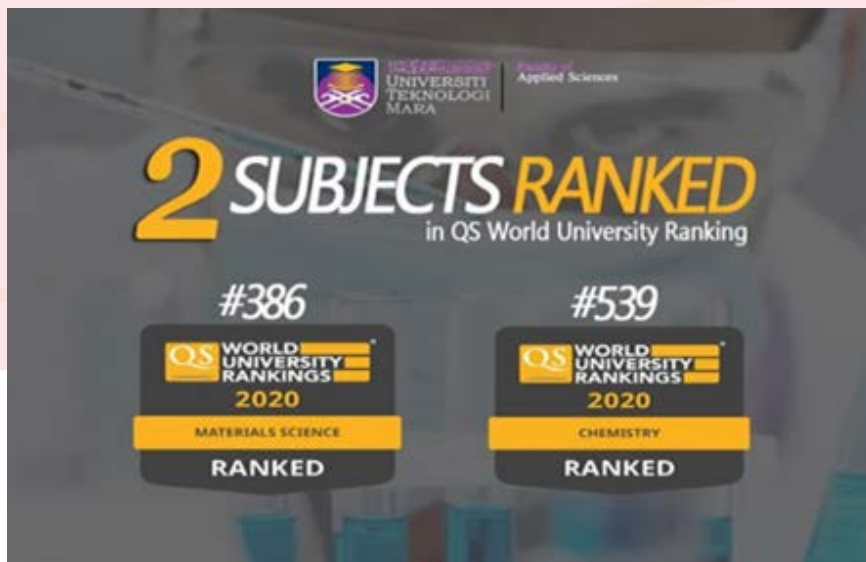 UNIVERSITI
TEKNOLOGI
MARA
Faculty of
Applied Sciences
2 SUBJECTS RANKED
in QS World University Ranking
#386
QS WORLD
UNIVERSITY
RANKINGS
2020
MATERIALS SCIENCE
RANKED
#539
QS WORLD
UNIVERSITY
RANKINGS
2020
CHEMISTRY
RANKED